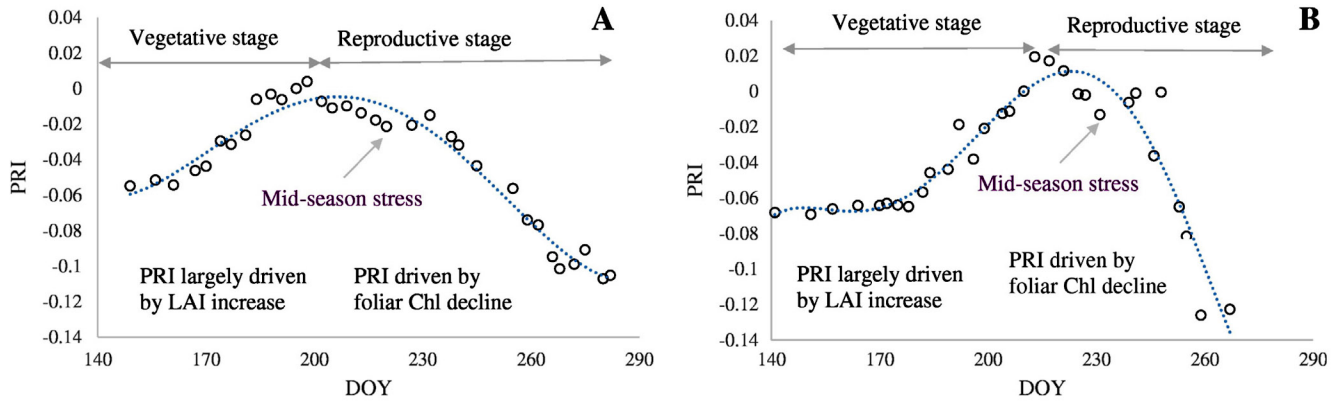 A
0.04
0.02
0
-0.02
-0.04
-0.06
-0.08
-0.1
-0.12
-0.14
PRI
Vegetative stage
Reproductive stage
Mid-season stress
PRI largely driven
by LAI increase
PRI driven by
foliar Chl decline
140 170 200 230 260 290
DOY
B
0.04
0.02
0
-0.02
-0.04
-0.06
-0.08
-0.1
-0.12
-0.14
PRI
Vegetative stage
Reproductive stage
Mid-season stress
PRI largely driven
by LAI increase
PRI driven by
foliar Chl decline
140 170 200 230 260 290
DOY